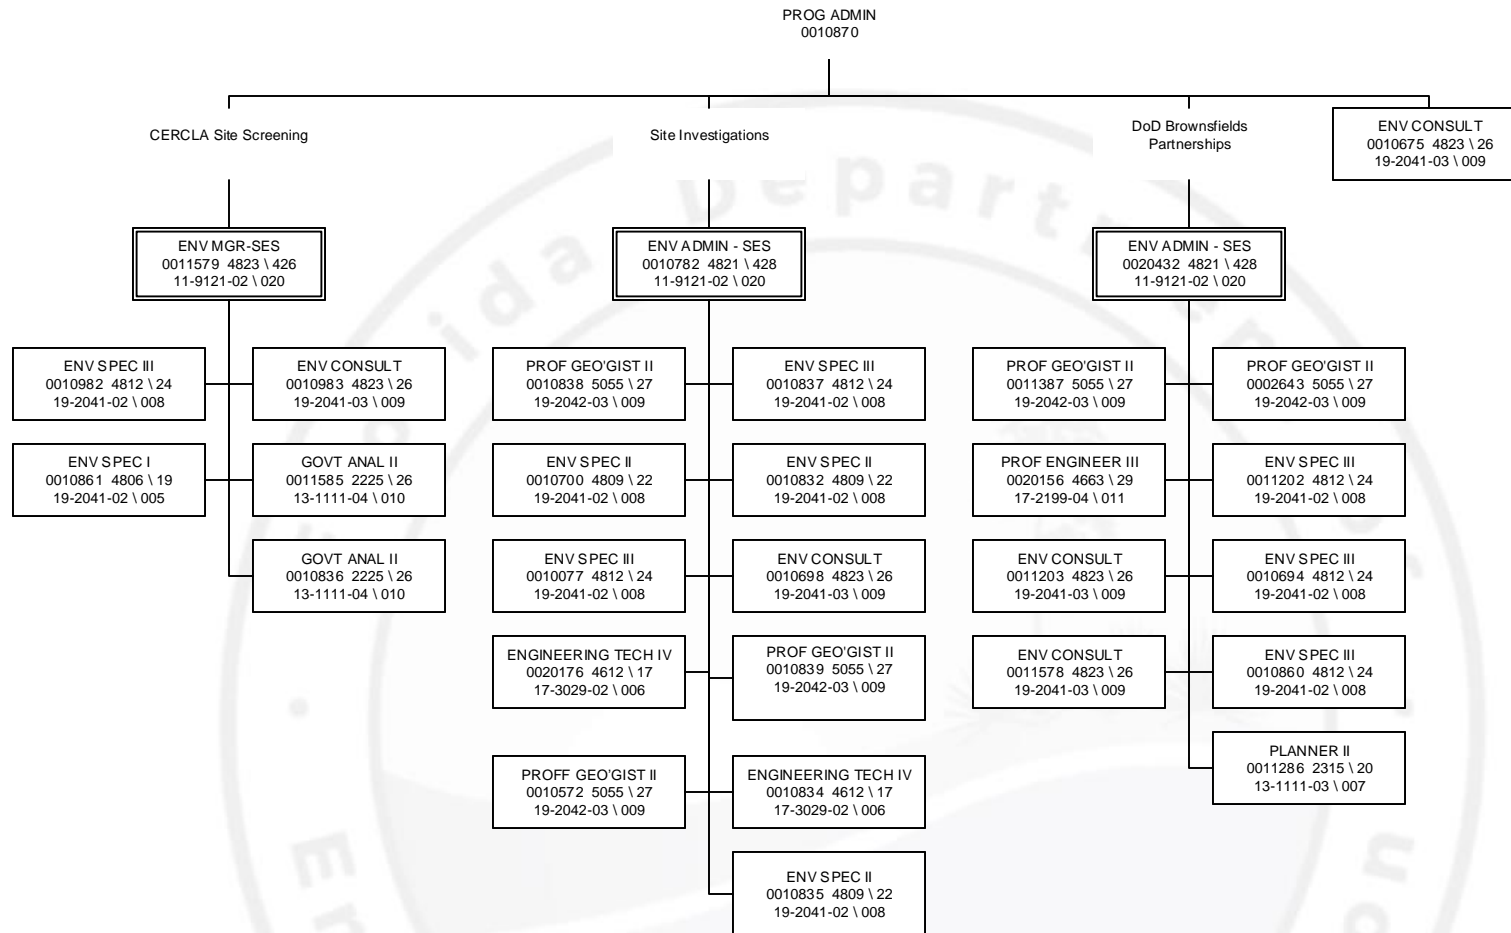 PROG ADMIN
0010870
CERCLA Site Screening
Site Investigations
DoD Brownsfields
Partnerships
ENV CONSULT
0010675 4823 \ 26
19-2041-03 \ 009
ENV MGR-SES
0011579 4823 \ 426
11-9121-02 \ 020
ENV ADMIN - SES
0010782 4821 \ 428
11-9121-02 \ 020
ENV ADMIN - SES
0020432 4821 \ 428
11-9121-02 \ 020
ENV SPEC III
0010982 4812 \ 24
19-2041-02 \ 008
ENV CONSULT
0010983 4823 \ 26
19-2041-03 \ 009
PROF GEO'GIST II
0010838 5055 \ 27
19-2042-03 \ 009
ENV SPEC III
0010837 4812 \ 24
19-2041-02 \ 008
PROF GEO'GIST II
0011387 5055 \ 27
19-2042-03 \ 009
PROF GEO'GIST II
0002643 5055 \ 27
19-2042-03 \ 009
ENV SPEC I
0010861 4806 \ 19
19-2041-02 \ 005
GOVT ANAL II
0011585 2225 \ 26
13-1111-04 \ 010
ENV SPEC II
0010700 4809 \ 22
19-2041-02 \ 008
ENV SPEC II
0010832 4809 \ 22
19-2041-02 \ 008
PROF ENGINEER III
0020156 4663 \ 29
17-2199-04 \ 011
ENV SPEC III
0011202 4812 \ 24
19-2041-02 \ 008
GOVT ANAL II
0010836 2225 \ 26
13-1111-04 \ 010
ENV SPEC III
0010077 4812 \ 24
19-2041-02 \ 008
ENV CONSULT
0010698 4823 \ 26
19-2041-03 \ 009
ENV CONSULT
0011203 4823 \ 26
19-2041-03 \ 009
ENV SPEC III
0010694 4812 \ 24
19-2041-02 \ 008
ENGINEERING TECH IV
0020176 4612 \ 17
17-3029-02 \ 006
PROF GEO'GIST II
0010839 5055 \ 27
19-2042-03 \ 009
ENV CONSULT
0011578 4823 \ 26
19-2041-03 \ 009
ENV SPEC III
0010860 4812 \ 24
19-2041-02 \ 008
PROFF GEO'GIST II
0010572 5055 \ 27
19-2042-03 \ 009
ENGINEERING TECH IV
0010834 4612 \ 17
17-3029-02 \ 006
PLANNER II
0011286 2315 \ 20
13-1111-03 \ 007
ENV SPEC II
0010835 4809 \ 22
19-2041-02 \ 008